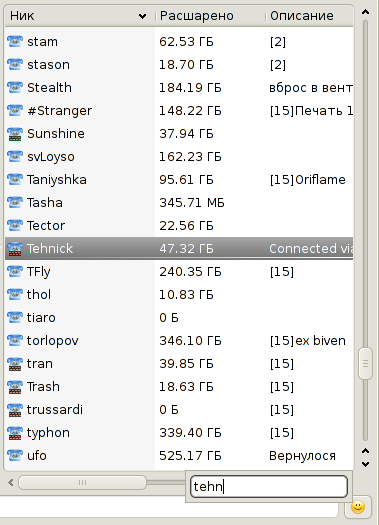 Ник Расшарено Описание
stam 62.53 ГБ [2]
stason 18.70 ГБ [2]
Stealth 184.19 ГБ вброс в вент
#Stranger 148.22 ГБ [15]Печать 1
Sunshine 37.94 ГБ
svLoyso 162.23 ГБ
Taniyshka 95.61 ГБ [15]Oriflame
Tasha 345.71 МБ
Tector 22.56 ГБ
Tehnick 47.32 ГБ Connected via
TFly 240.35 ГБ [15]
thol 10.83 ГБ
tiaro 0 Б
torlopov 346.10 ГБ [15]ex biven
tran 39.85 ГБ [15]
Trash 18.63 ГБ [15]
trussardi 0 Б [15]
typhon 339.40 ГБ [15]
ufo 525.17 ГБ Вернулося
tehn